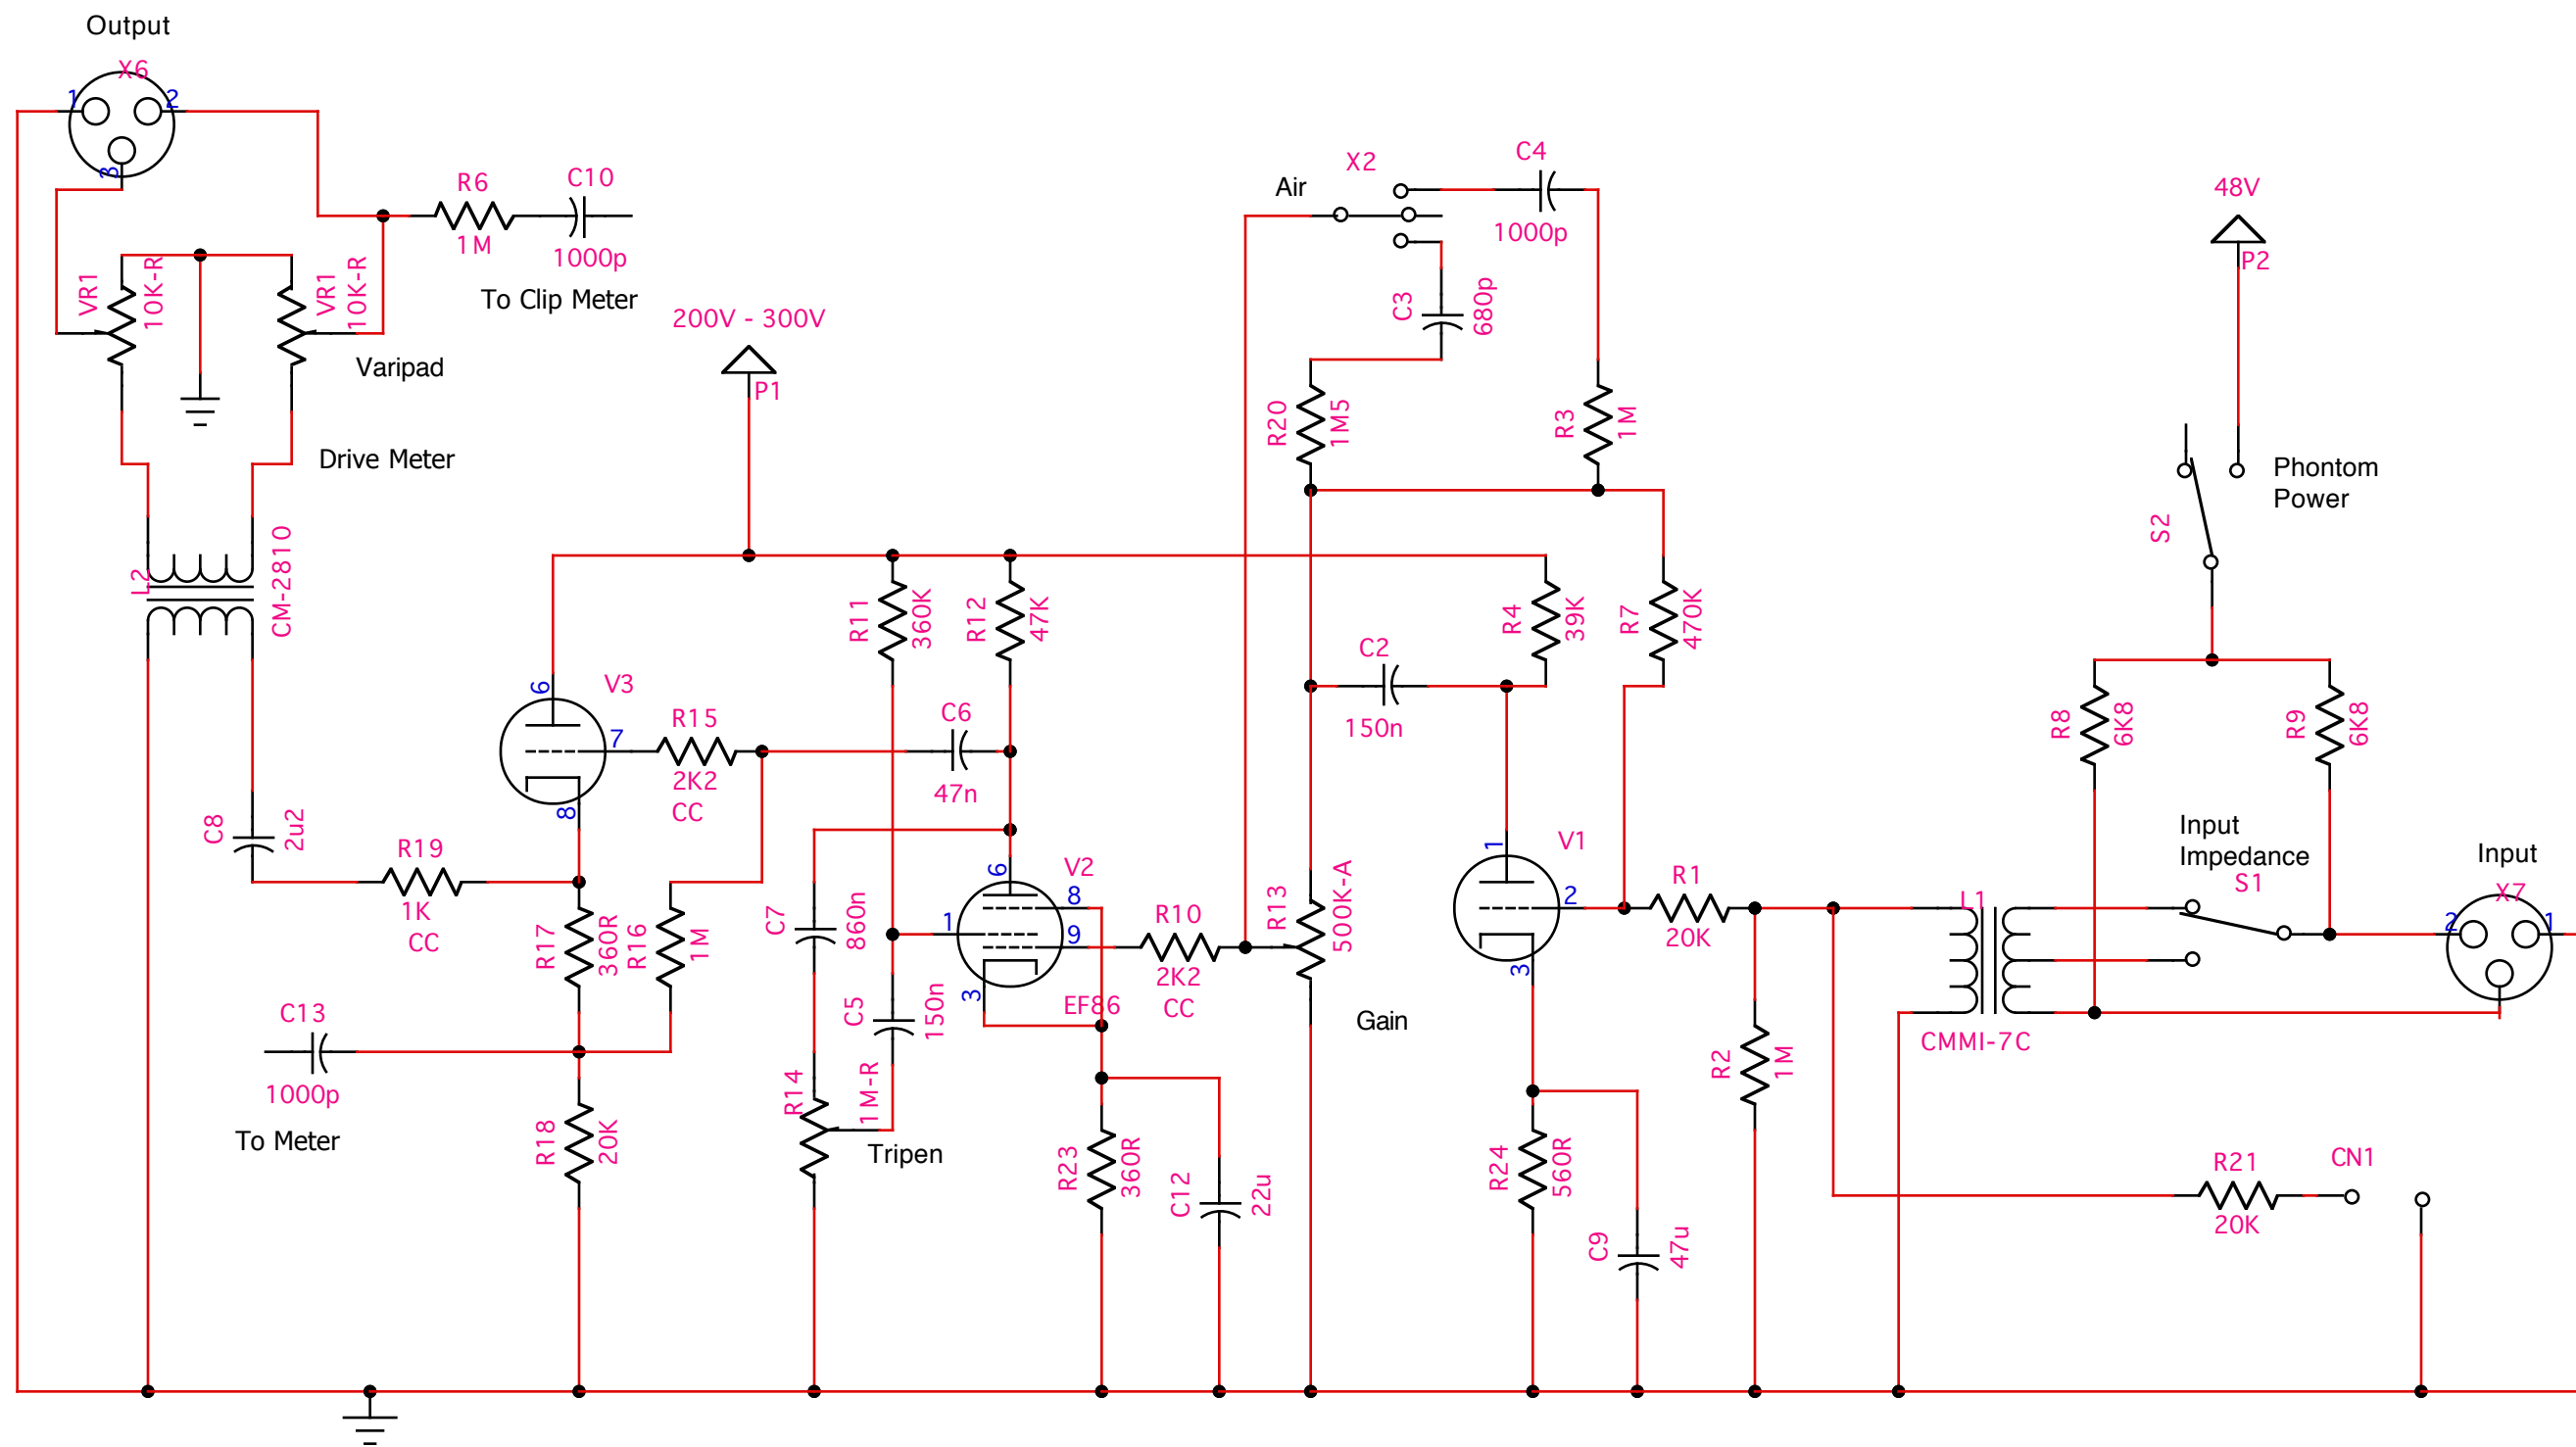 Output
X6
1
2
3
R6
1M
C10
1000p
To Clip Meter
VR1
10K-R
VR1
10K-R
Varipad
Drive Meter
L2
CM-2810
200V - 300V
P1
Air
X2
C4
1000p
C3
680p
R20
1M5
R3
1M
48V
P2
S2
Phontom
Power
R11
360K
R12
47K
R4
39K
R7
470K
C2
150n
V3
6
7
8
R15
2K2
CC
C6
47n
R8
6K8
R9
6K8
C8
2u2
R19
1K
CC
R17
360R
R16
1M
C7
860n
V2
6
8
1
9
3
EF86
R10
2K2
CC
R13
500K-A
Gain
V1
1
2
3
R1
20K
L1
CMMI-7C
Input
Impedance
S1
Input
X7
2
1
C13
1000p
To Meter
R18
20K
C5
150n
R14
1M-R
Tripen
R23
360R
C12
22u
R24
560R
C9
47u
R2
1M
R21
20K
CN1